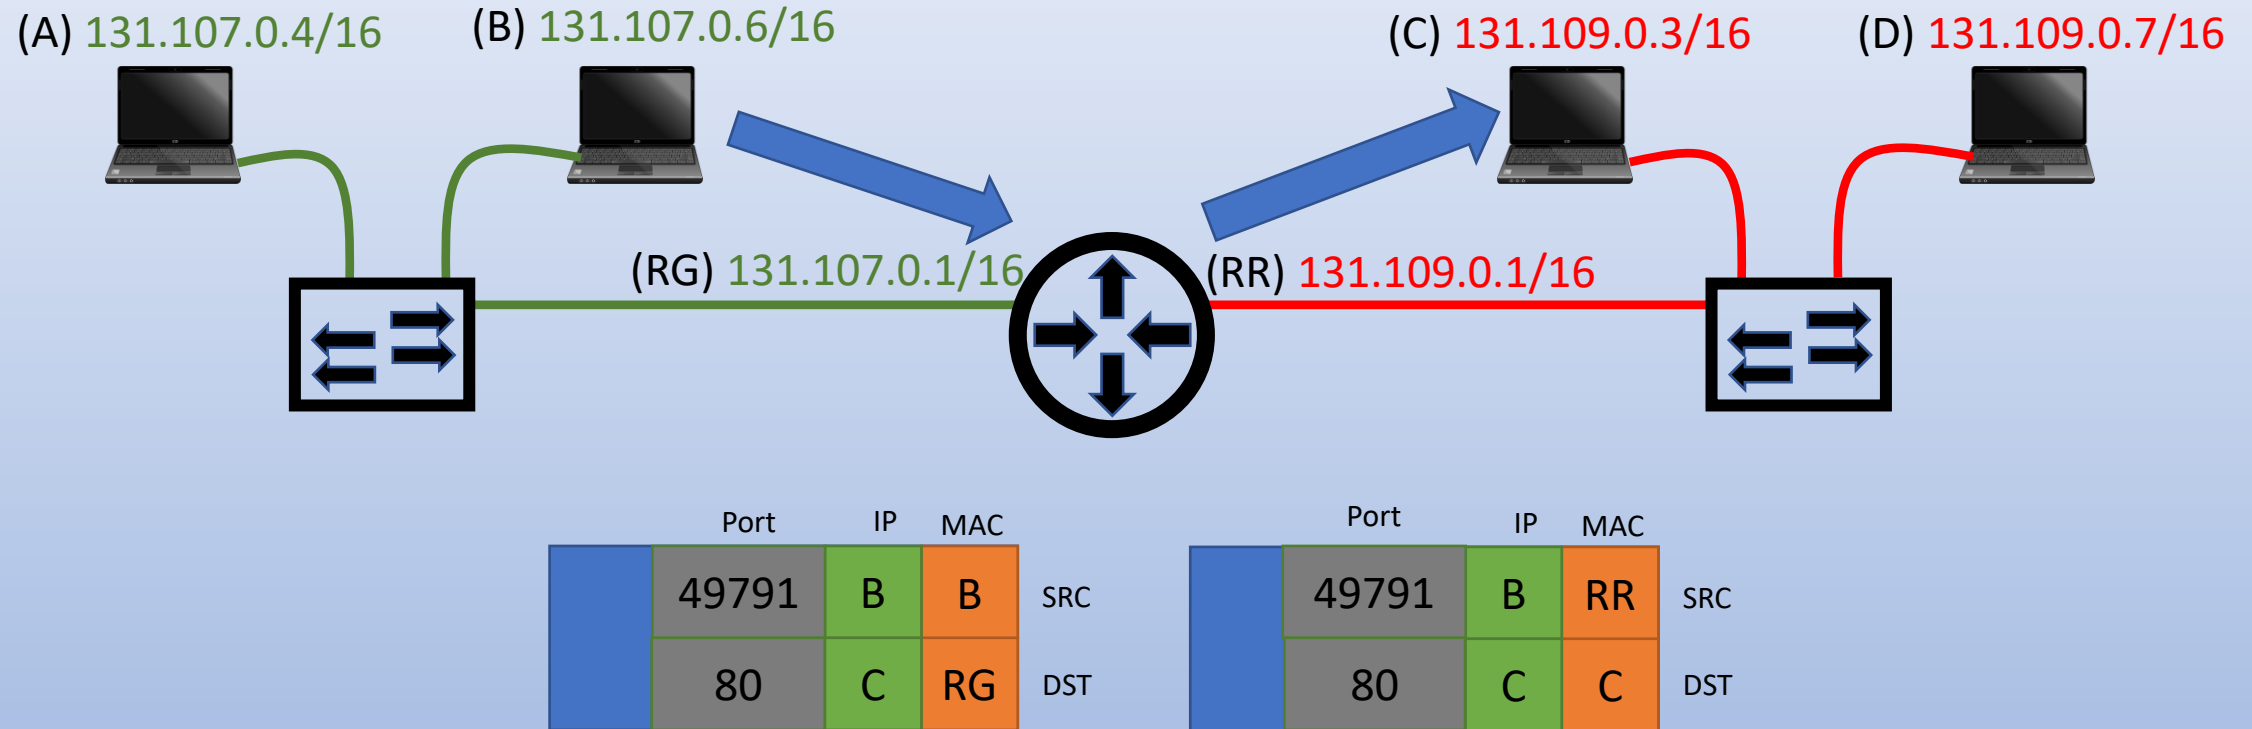 (A) 131.107.0.4/16
(B) 131.107.0.6/16
(C) 131.109.0.3/16
(D) 131.109.0.7/16
(RG) 131.107.0.1/16
(RR) 131.109.0.1/16
Port IP MAC
49791 B B SRC
80 C RG DST
Port IP MAC
49791 B RR SRC
80 C C DST